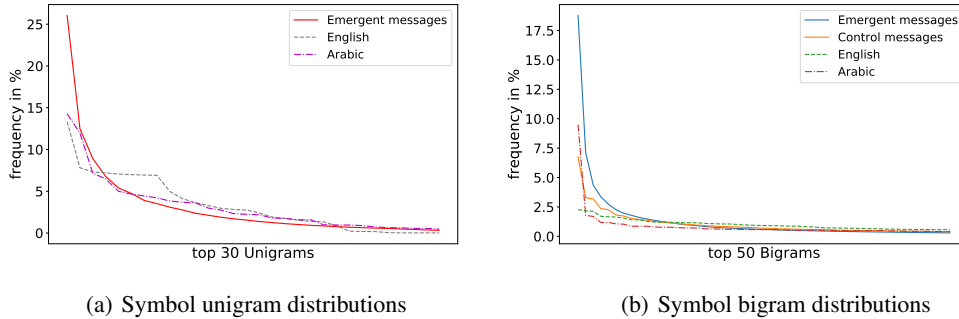 25
20
15
10
5
0
frequency in %
Emergent messages
English
Arabic
top 30 Unigrams
(a) Symbol unigram distributions
17.5
15.0
12.5
10.0
7.5
5.0
2.5
0.0
frequency in %
Emergent messages
Control messages
English
Arabic
top 50 Bigrams
(b) Symbol bigram distributions